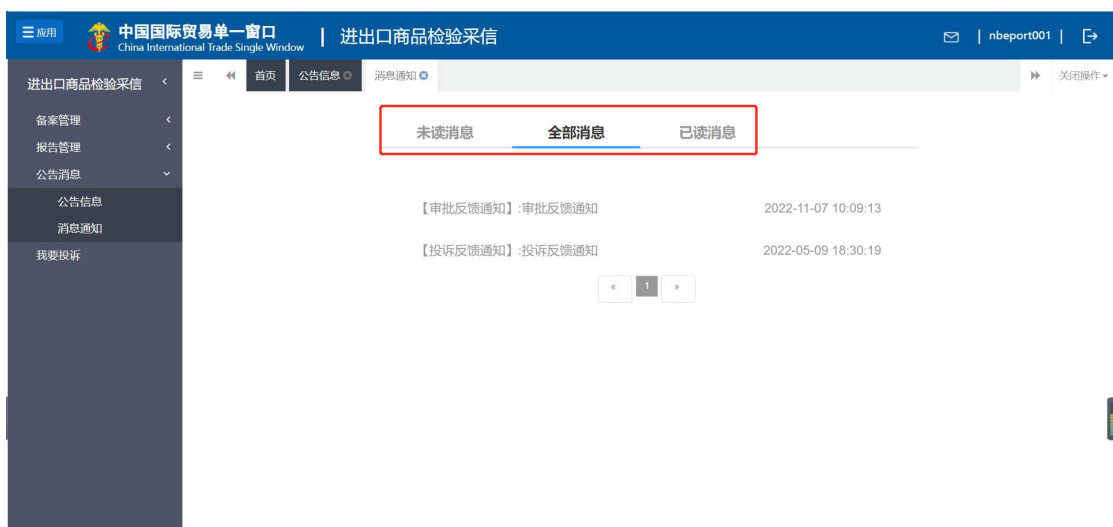 应用
中国国际贸易单一窗口
China International Trade Single Window
进出口商品检验采信
nbeport001
进出口商品检验采信
首页
公告信息
消息通知
关闭操作
备案管理
报告管理
公告消息
公告信息
消息通知
我要投诉
未读消息 全部消息 已读消息
【审批反馈通知】:审批反馈通知 2022-11-07 10:09:13
【投诉反馈通知】:投诉反馈通知 2022-05-09 18:30:19
« 1 »